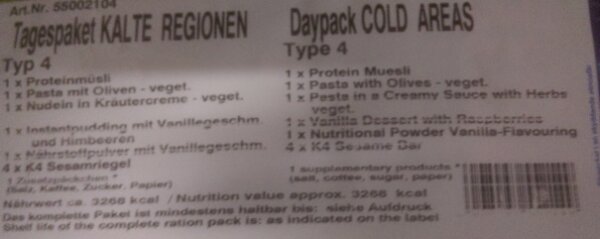 Art.Nr. 55002104
Tagespaket KALTE REGIONEN
Typ 4
1 x Proteinmüsli
1 x Pasta mit Oliven - veget.
1 x Nudeln in Kräutercreme - veget.
1 x Instantpudding mit Vanillegeschm.
und Himbeeren
1 x Nährstoffpulver mit Vanillegeschm.
4 x K4 Sesamriegel
1 Zusatzpäckchen *
(Salz, Kaffee, Zucker, Papier)
Daypack COLD AREAS
Type 4
1 x Protein Muesli
1 x Pasta with Olives - veget.
1 x Pasta in a Creamy Sauce with Herbs
veget.
1 x Vanilla Dessert with Raspberries
1 x Nutritional Powder Vanilla-Flavouring
4 x K4 Sesame Bar
1 supplementary products *
(salt, coffee, sugar, paper)
Nährwert ca. 3268 kcal / Nutrition value approx. 3268 kcal
Das komplette Paket ist mindestens haltbar bis: siehe Aufdruck
Shelf life of the complete ration pack is: as indicated on the label